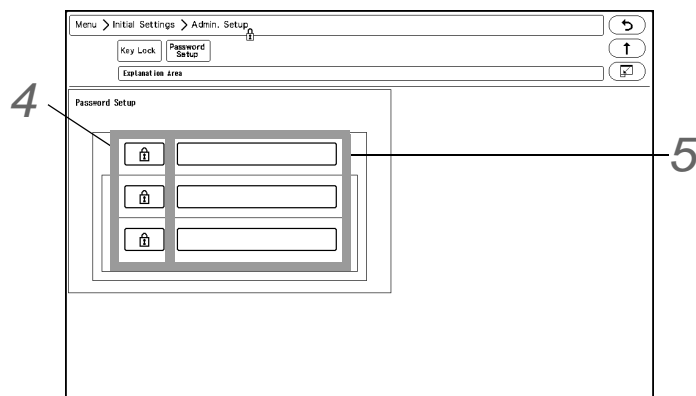 Menu > Initial Settings > Admin. Setup
Key Lock
Password
Setup
Explanation Area
4
Password Setup
5